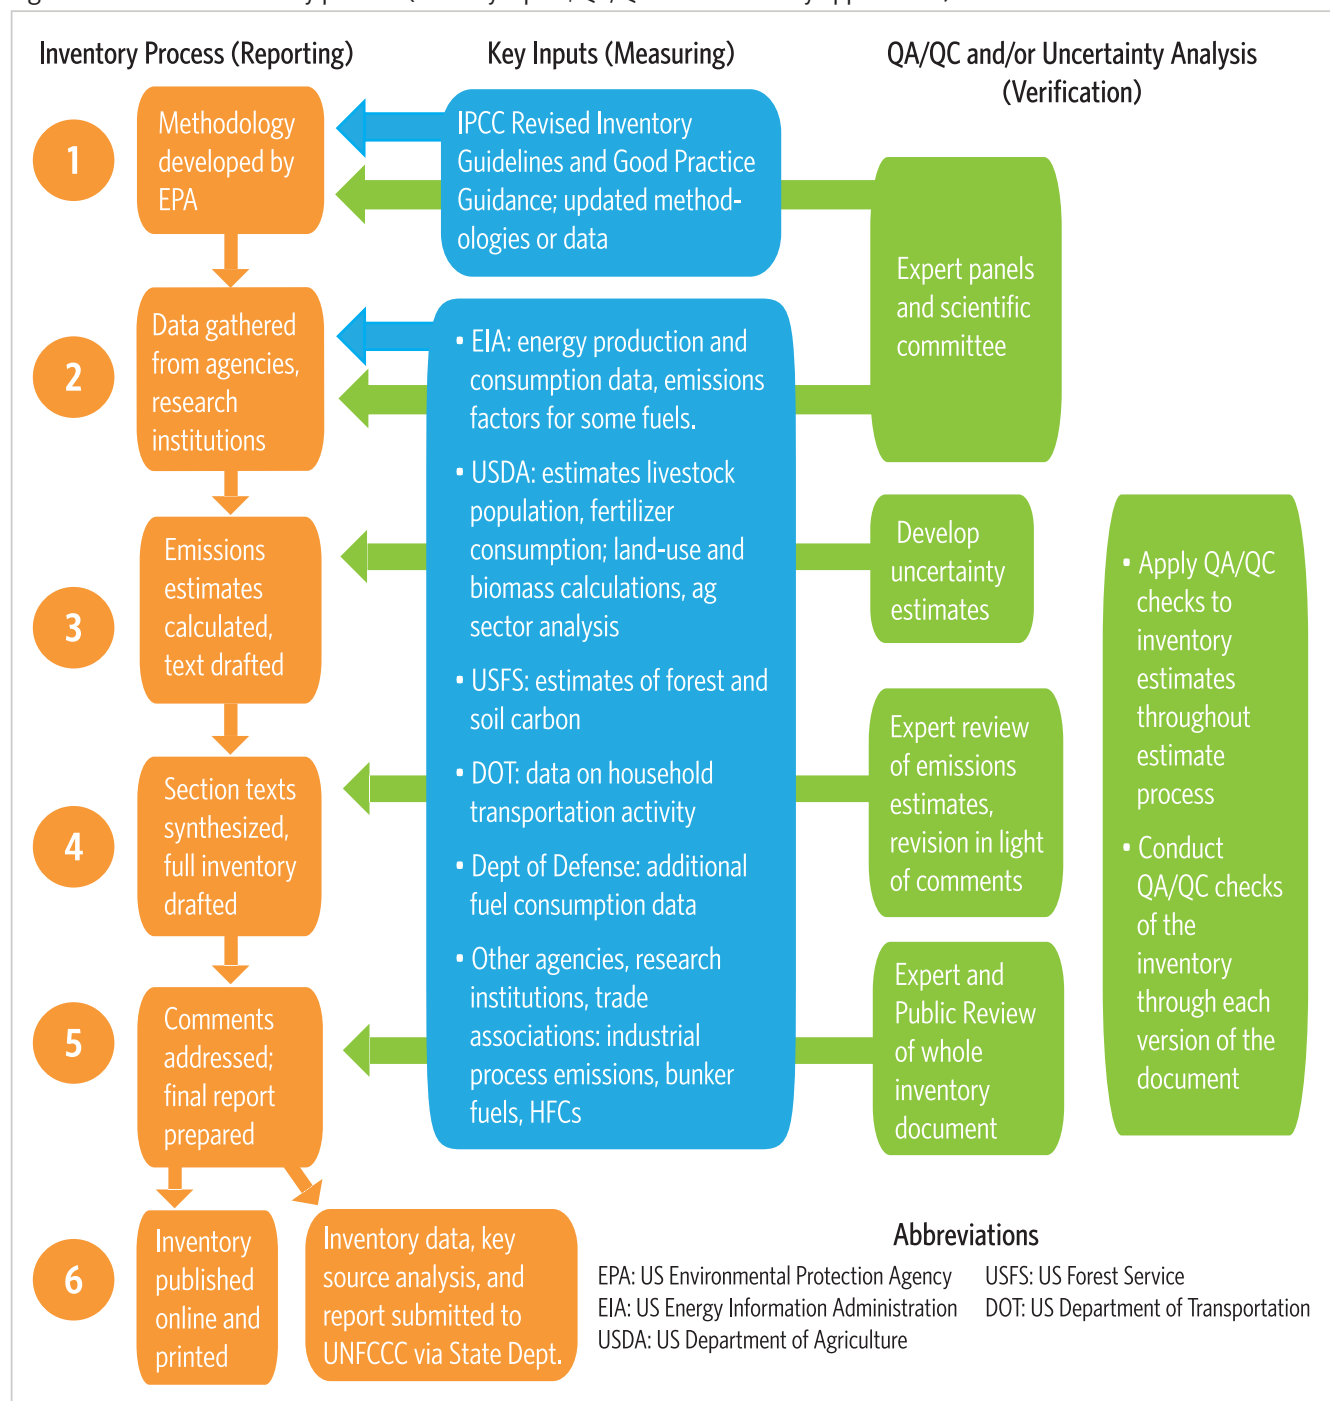 Inventory Process (Reporting)
Key Inputs (Measuring)
QA/QC and/or Uncertainty Analysis
(Verification)
1
Methodology
developed by
EPA
IPCC Revised Inventory
Guidelines and Good Practice
Guidance; updated method-
ologies or data
Expert panels
and scientific
committee
2
Data gathered
from agencies,
research
institutions
• EIA: energy production and
consumption data, emissions
factors for some fuels.
• USDA: estimates livestock
population, fertilizer
consumption; land-use and
biomass calculations, ag
sector analysis
• USFS: estimates of forest and
soil carbon
• DOT: data on household
transportation activity
• Dept of Defense: additional
fuel consumption data
• Other agencies, research
institutions, trade
associations: industrial
process emissions, bunker
fuels, HFCs
3
Emissions
estimates
calculated,
text drafted
Develop
uncertainty
estimates
• Apply QA/QC
checks to
inventory
estimates
throughout
estimate
process
• Conduct
QA/QC checks
of the
inventory
through each
version of the
document
4
Section texts
synthesized,
full inventory
drafted
Expert review
of emissions
estimates,
revision in light
of comments
5
Comments
addressed;
final report
prepared
Expert and
Public Review
of whole
inventory
document
6
Inventory
published
online and
printed
Inventory data, key
source analysis, and
report submitted to
UNFCCC via State Dept.
Abbreviations
EPA: US Environmental Protection Agency
EIA: US Energy Information Administration
USDA: US Department of Agriculture
USFS: US Forest Service
DOT: US Department of Transportation